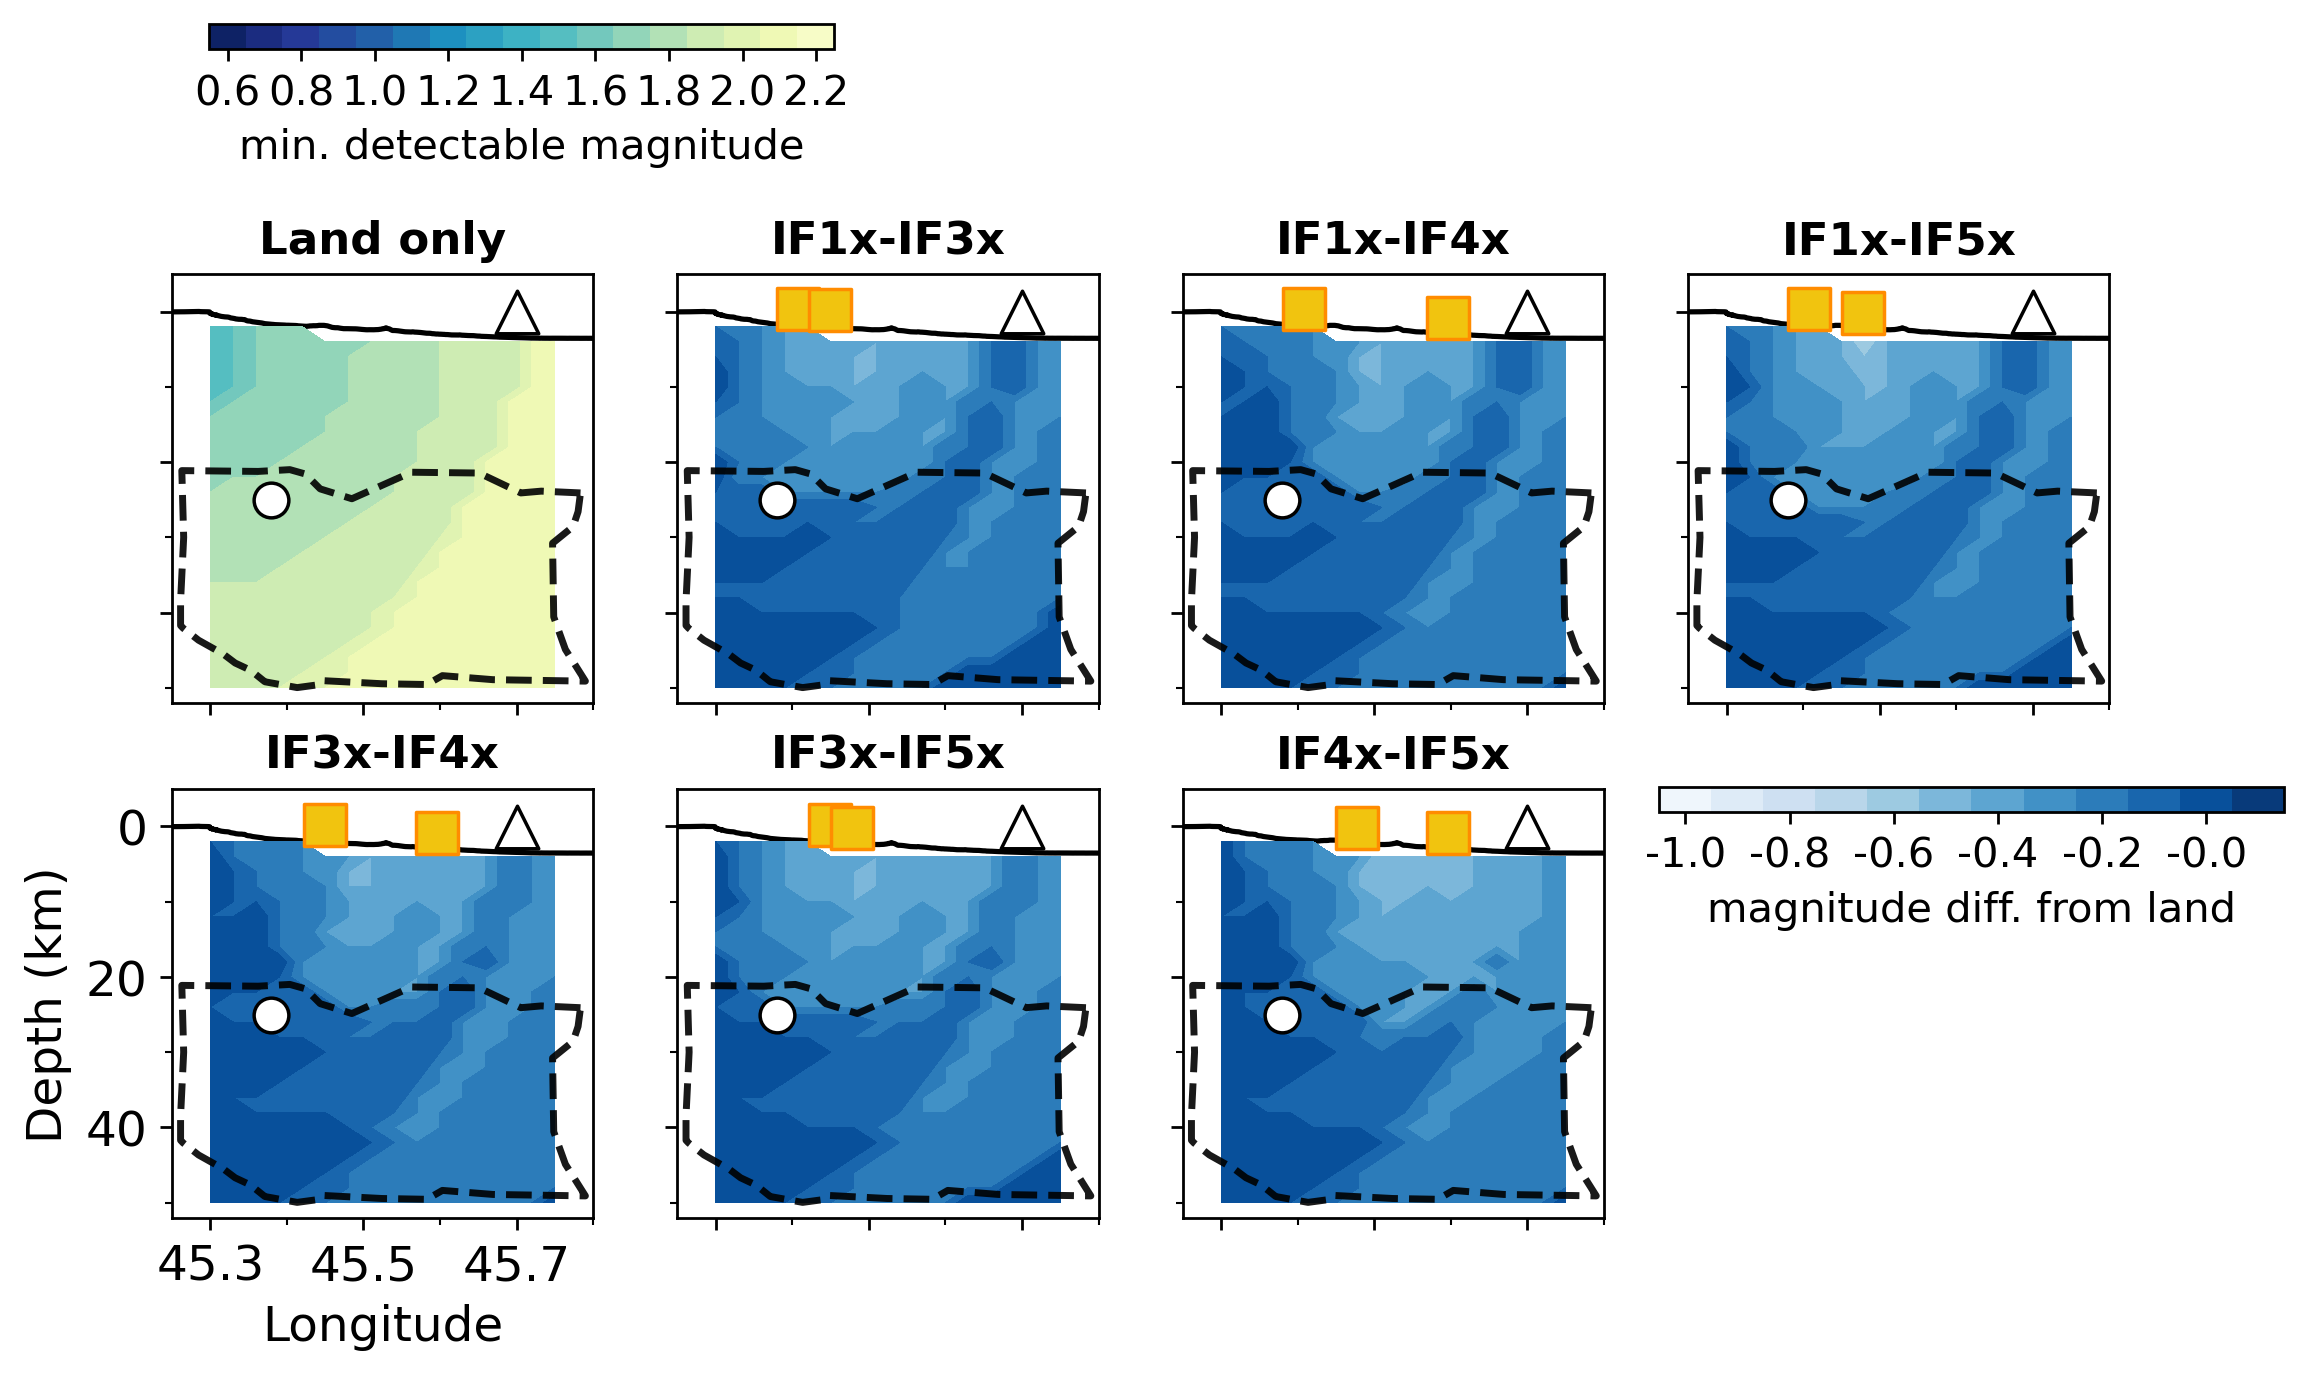 0.6 0.8 1.0 1.2 1.4 1.6 1.8 2.0 2.2
min. detectable magnitude
Land only
IF1x-IF3x
IF1x-IF4x
IF1x-IF5x
IF3x-IF4x
IF3x-IF5x
IF4x-IF5x
0
20
40
Depth (km)
45.3 45.5 45.7
Longitude
-1.0 -0.8 -0.6 -0.4 -0.2 -0.0
magnitude diff. from land